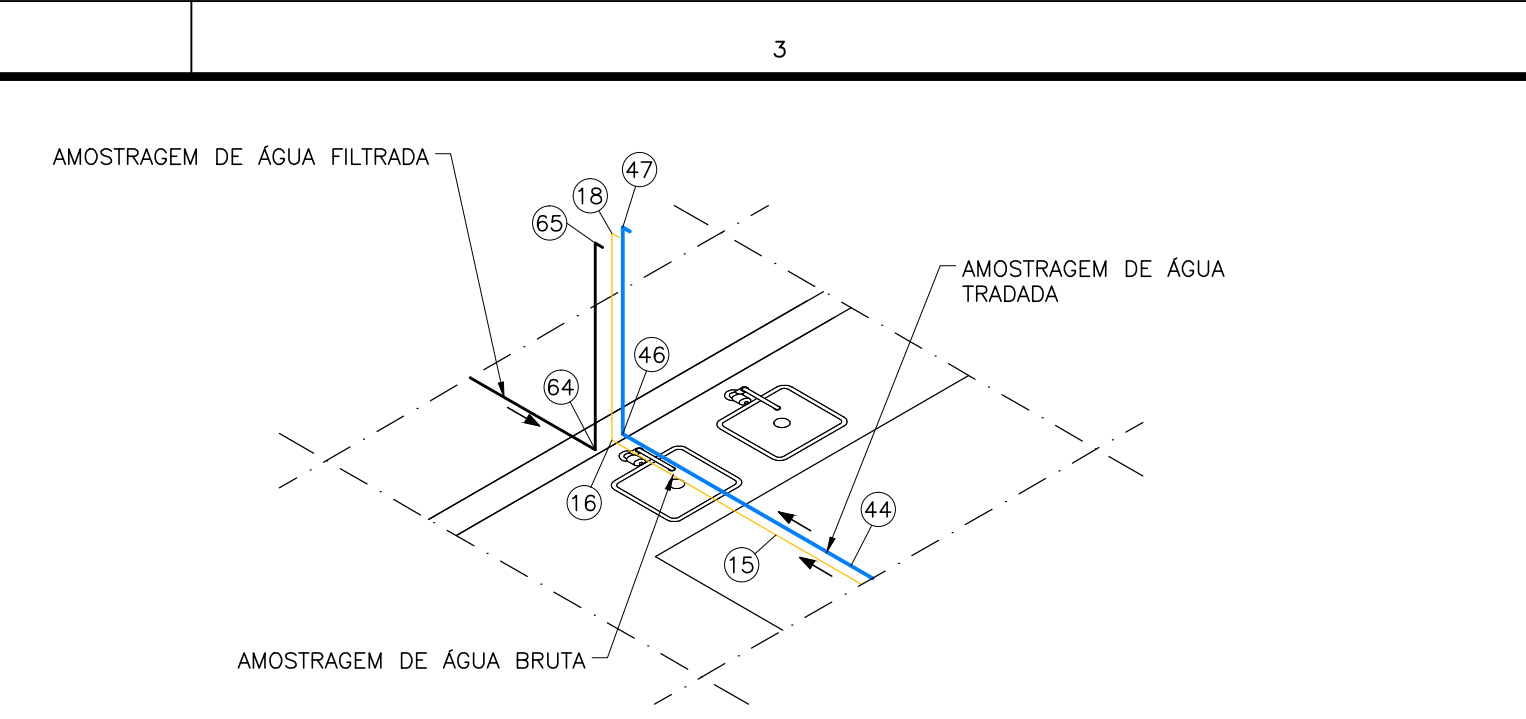 3
AMOSTRAGEM DE ÁGUA FILTRADA
47
18
65
AMOSTRAGEM DE ÁGUA
TRADADA
46
64
16
44
15
AMOSTRAGEM DE ÁGUA BRUTA